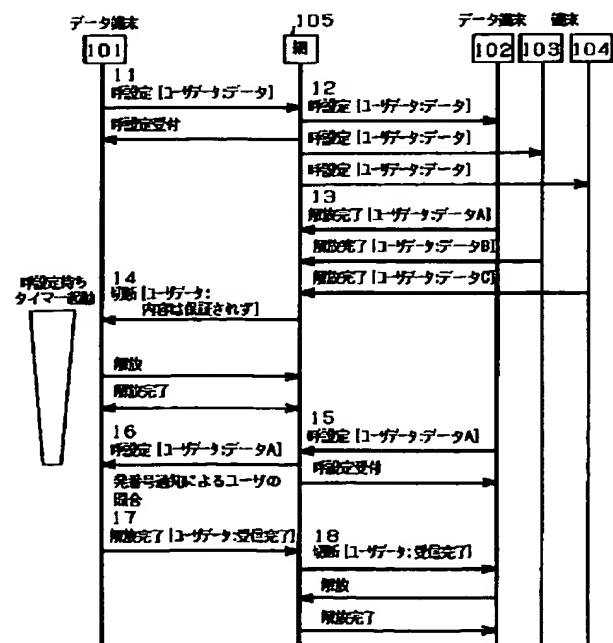 データ端末
105
データ端末
端末
101
網
102
103
104
11
呼設定 [ユーザデータ:データ]
12
呼設定 [ユーザデータ:データ]
呼設定受付
呼設定 [ユーザデータ:データ]
呼設定 [ユーザデータ:データ]
13
解放完了 [ユーザデータ:データA]
解放完了 [ユーザデータ:データB]
解放完了 [ユーザデータ:データC]
14
切断 [ユーザデータ:
内容は保証されず]
呼設定待ち
タイマー起動
解放
解放完了
15
呼設定 [ユーザデータ:データA]
16
呼設定 [ユーザデータ:データA]
呼設定受付
発番号通知によるユーザの
照合
17
解放完了 [ユーザデータ:受信完了]
18
切断 [ユーザデータ:受信完了]
解放
解放完了